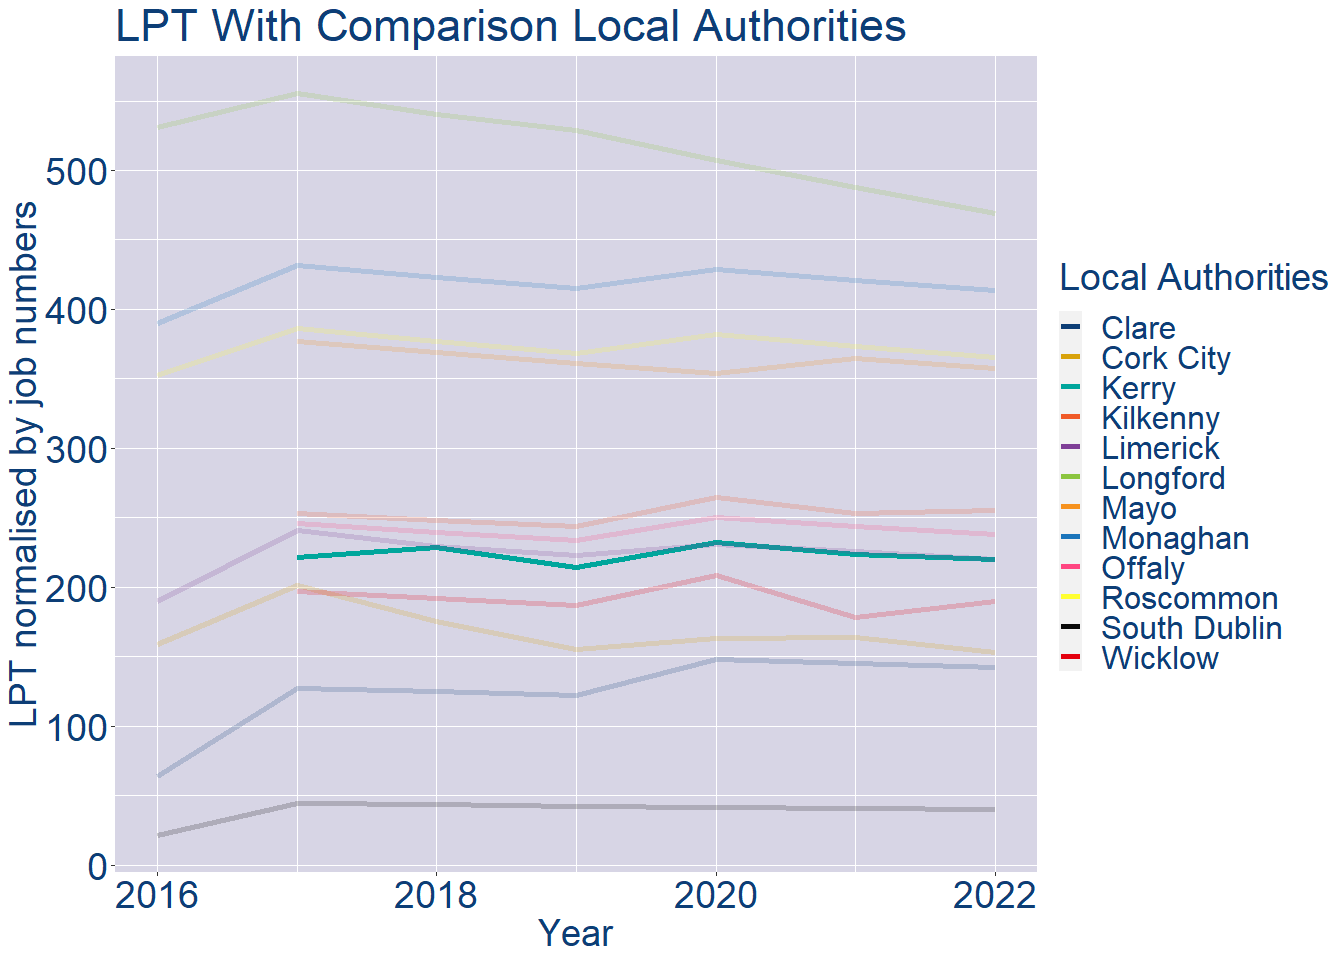 LPT With Comparison Local Authorities
LPT normalised by job numbers
500
400
300
200
100
0
2016
2018
2020
2022
Year
Local Authorities
Clare
Cork City
Kerry
Kilkenny
Limerick
Longford
Mayo
Monaghan
Offaly
Roscommon
South Dublin
Wicklow